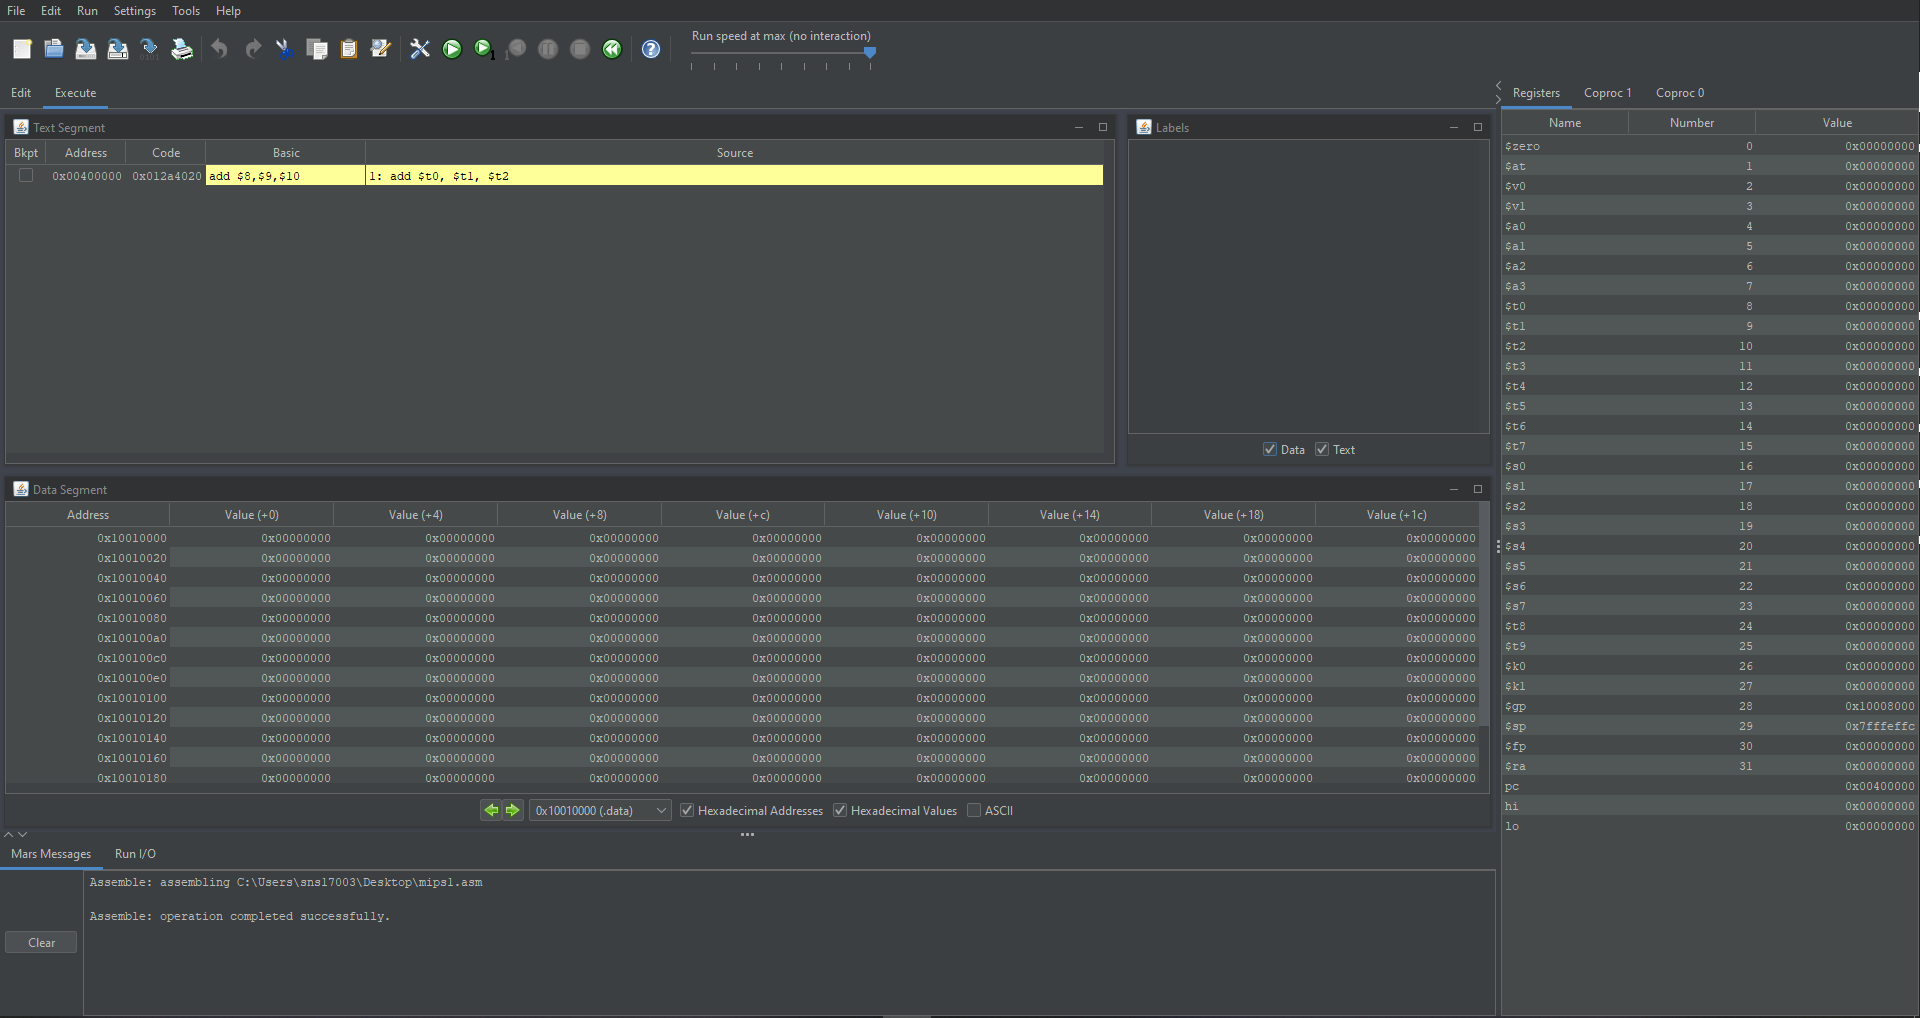 File Edit Run Settings Tools Help
Run speed at max (no interaction)
Edit Execute
Registers Coproc 1 Coproc 0
Text Segment
Bkpt Address Code Basic Source
0x00400000 0x012a4020 add $8,$9,$10 1: add $t0, $t1, $t2
Labels
Data Text
Data Segment
Address Value (+0) Value (+4) Value (+8) Value (+c) Value (+10) Value (+14) Value (+18) Value (+1c)
0x10010000 0x00000000 0x00000000 0x00000000 0x00000000 0x00000000 0x00000000 0x00000000 0x00000000
0x10010020 0x00000000 0x00000000 0x00000000 0x00000000 0x00000000 0x00000000 0x00000000 0x00000000
0x10010040 0x00000000 0x00000000 0x00000000 0x00000000 0x00000000 0x00000000 0x00000000 0x00000000
0x10010060 0x00000000 0x00000000 0x00000000 0x00000000 0x00000000 0x00000000 0x00000000 0x00000000
0x10010080 0x00000000 0x00000000 0x00000000 0x00000000 0x00000000 0x00000000 0x00000000 0x00000000
0x100100a0 0x00000000 0x00000000 0x00000000 0x00000000 0x00000000 0x00000000 0x00000000 0x00000000
0x100100c0 0x00000000 0x00000000 0x00000000 0x00000000 0x00000000 0x00000000 0x00000000 0x00000000
0x100100e0 0x00000000 0x00000000 0x00000000 0x00000000 0x00000000 0x00000000 0x00000000 0x00000000
0x10010100 0x00000000 0x00000000 0x00000000 0x00000000 0x00000000 0x00000000 0x00000000 0x00000000
0x10010120 0x00000000 0x00000000 0x00000000 0x00000000 0x00000000 0x00000000 0x00000000 0x00000000
0x10010140 0x00000000 0x00000000 0x00000000 0x00000000 0x00000000 0x00000000 0x00000000 0x00000000
0x10010160 0x00000000 0x00000000 0x00000000 0x00000000 0x00000000 0x00000000 0x00000000 0x00000000
0x10010180 0x00000000 0x00000000 0x00000000 0x00000000 0x00000000 0x00000000 0x00000000 0x00000000
0x10010000 (.data) Hexadecimal Addresses Hexadecimal Values ASCII
Mars Messages Run I/O
Assemble: assembling C:\Users\sns17003\Desktop\mips1.asm
Assemble: operation completed successfully.
Clear
Name Number Value
$zero 0 0x00000000
$at 1 0x00000000
$v0 2 0x00000000
$v1 3 0x00000000
$a0 4 0x00000000
$a1 5 0x00000000
$a2 6 0x00000000
$a3 7 0x00000000
$t0 8 0x00000000
$t1 9 0x00000000
$t2 10 0x00000000
$t3 11 0x00000000
$t4 12 0x00000000
$t5 13 0x00000000
$t6 14 0x00000000
$t7 15 0x00000000
$s0 16 0x00000000
$s1 17 0x00000000
$s2 18 0x00000000
$s3 19 0x00000000
$s4 20 0x00000000
$s5 21 0x00000000
$s6 22 0x00000000
$s7 23 0x00000000
$t8 24 0x00000000
$t9 25 0x00000000
$k0 26 0x00000000
$k1 27 0x00000000
$gp 28 0x10008000
$sp 29 0x7fffeffc
$fp 30 0x00000000
$ra 31 0x00000000
pc 0x00400000
hi 0x00000000
lo 0x00000000